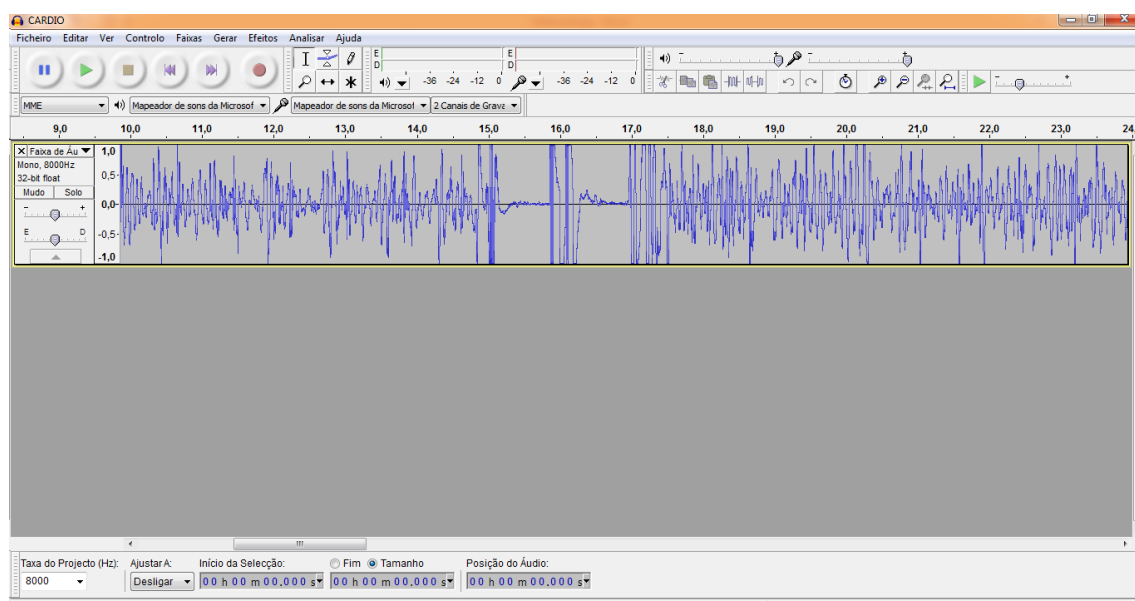 CARDIO
Ficheiro Editar Ver Controlo Faixas Gerar Efeitos Analisar Ajuda
E E
D D
-36 -24 -12 0 -36 -24 -12 0
MME Mapeador de sons da Microsof Mapeador de sons da Microsof 2 Canais de Grava
9,0 10,0 11,0 12,0 13,0 14,0 15,0 16,0 17,0 18,0 19,0 20,0 21,0 22,0 23,0 24,
Faixa de Áu 1,0
Mono, 8000Hz
32-bit float 0,5-
Mudo Solo
- + 0,0-
E D -0,5-
-1,0
Taxa do Projecto (Hz): Ajustar A: Início da Selecção: Fim Tamanho Posição do Áudio:
8000 Desligar 00 h 00 m 00,000 s 00 h 00 m 00,000 s 00 h 00 m 00,000 s